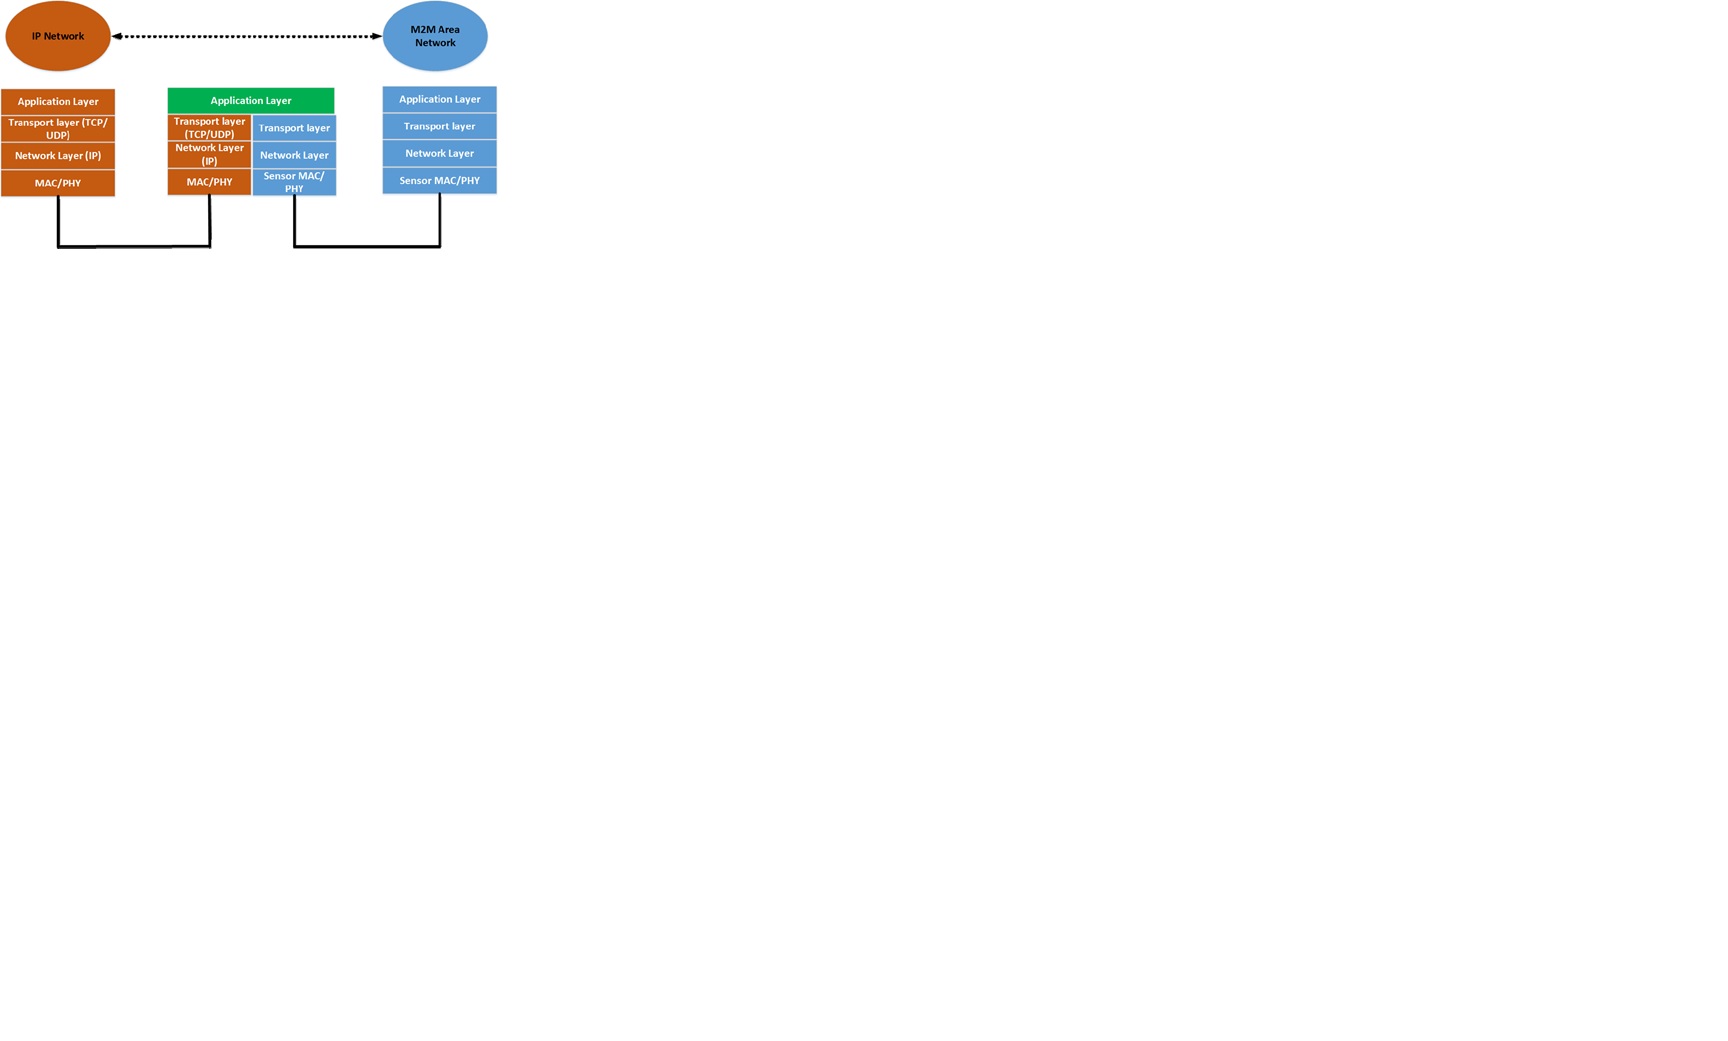 IP Network
M2M Area
Network
Application Layer
Transport layer (TCP/
UDP)
Network Layer (IP)
MAC/PHY
Application Layer
Transport layer
(TCP/UDP)
Network Layer
(IP)
MAC/PHY
Transport layer
Network Layer
Sensor MAC/
PHY
Application Layer
Transport layer
Network Layer
Sensor MAC/PHY